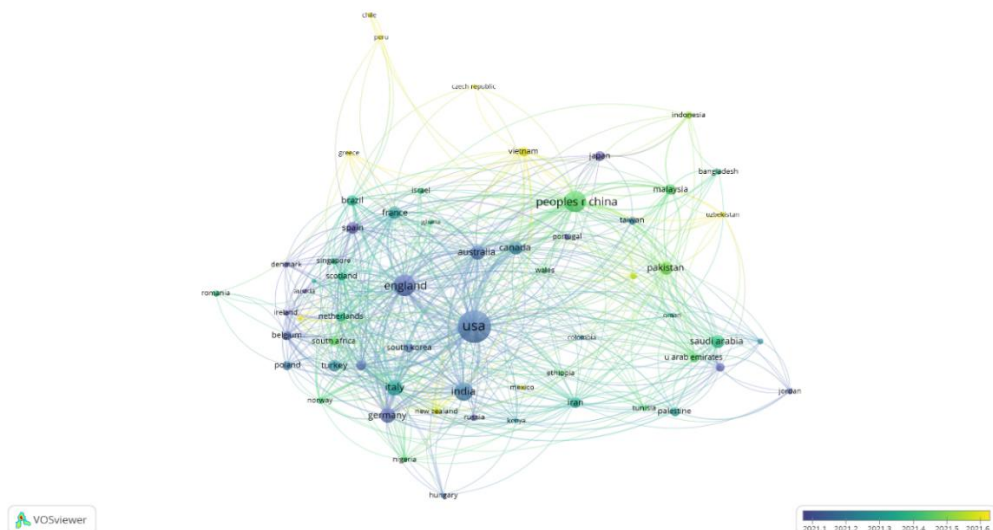 chile
peru
czech republic
indonesia
vietnam
japan
greece
bangladesh
malaysia
israel
brazil
peoples r china
france
uzbekistan
taiwan
spain
portugal
canada
australia
singapore
denmark
wales
pakistan
scotland
england
romania
ireland
netherlands
usa
belgium
south africa
colombia
saudi arabia
south korea
u arab emirates
poland
turkey
ethiopia
italy
india
mexico
jordan
norway
iran
germany
new zealand
russia
kenya
tunisia
palestine
nigeria
hungary
VOSviewer
2021.1 2021.2 2021.3 2021.4 2021.5 2021.6